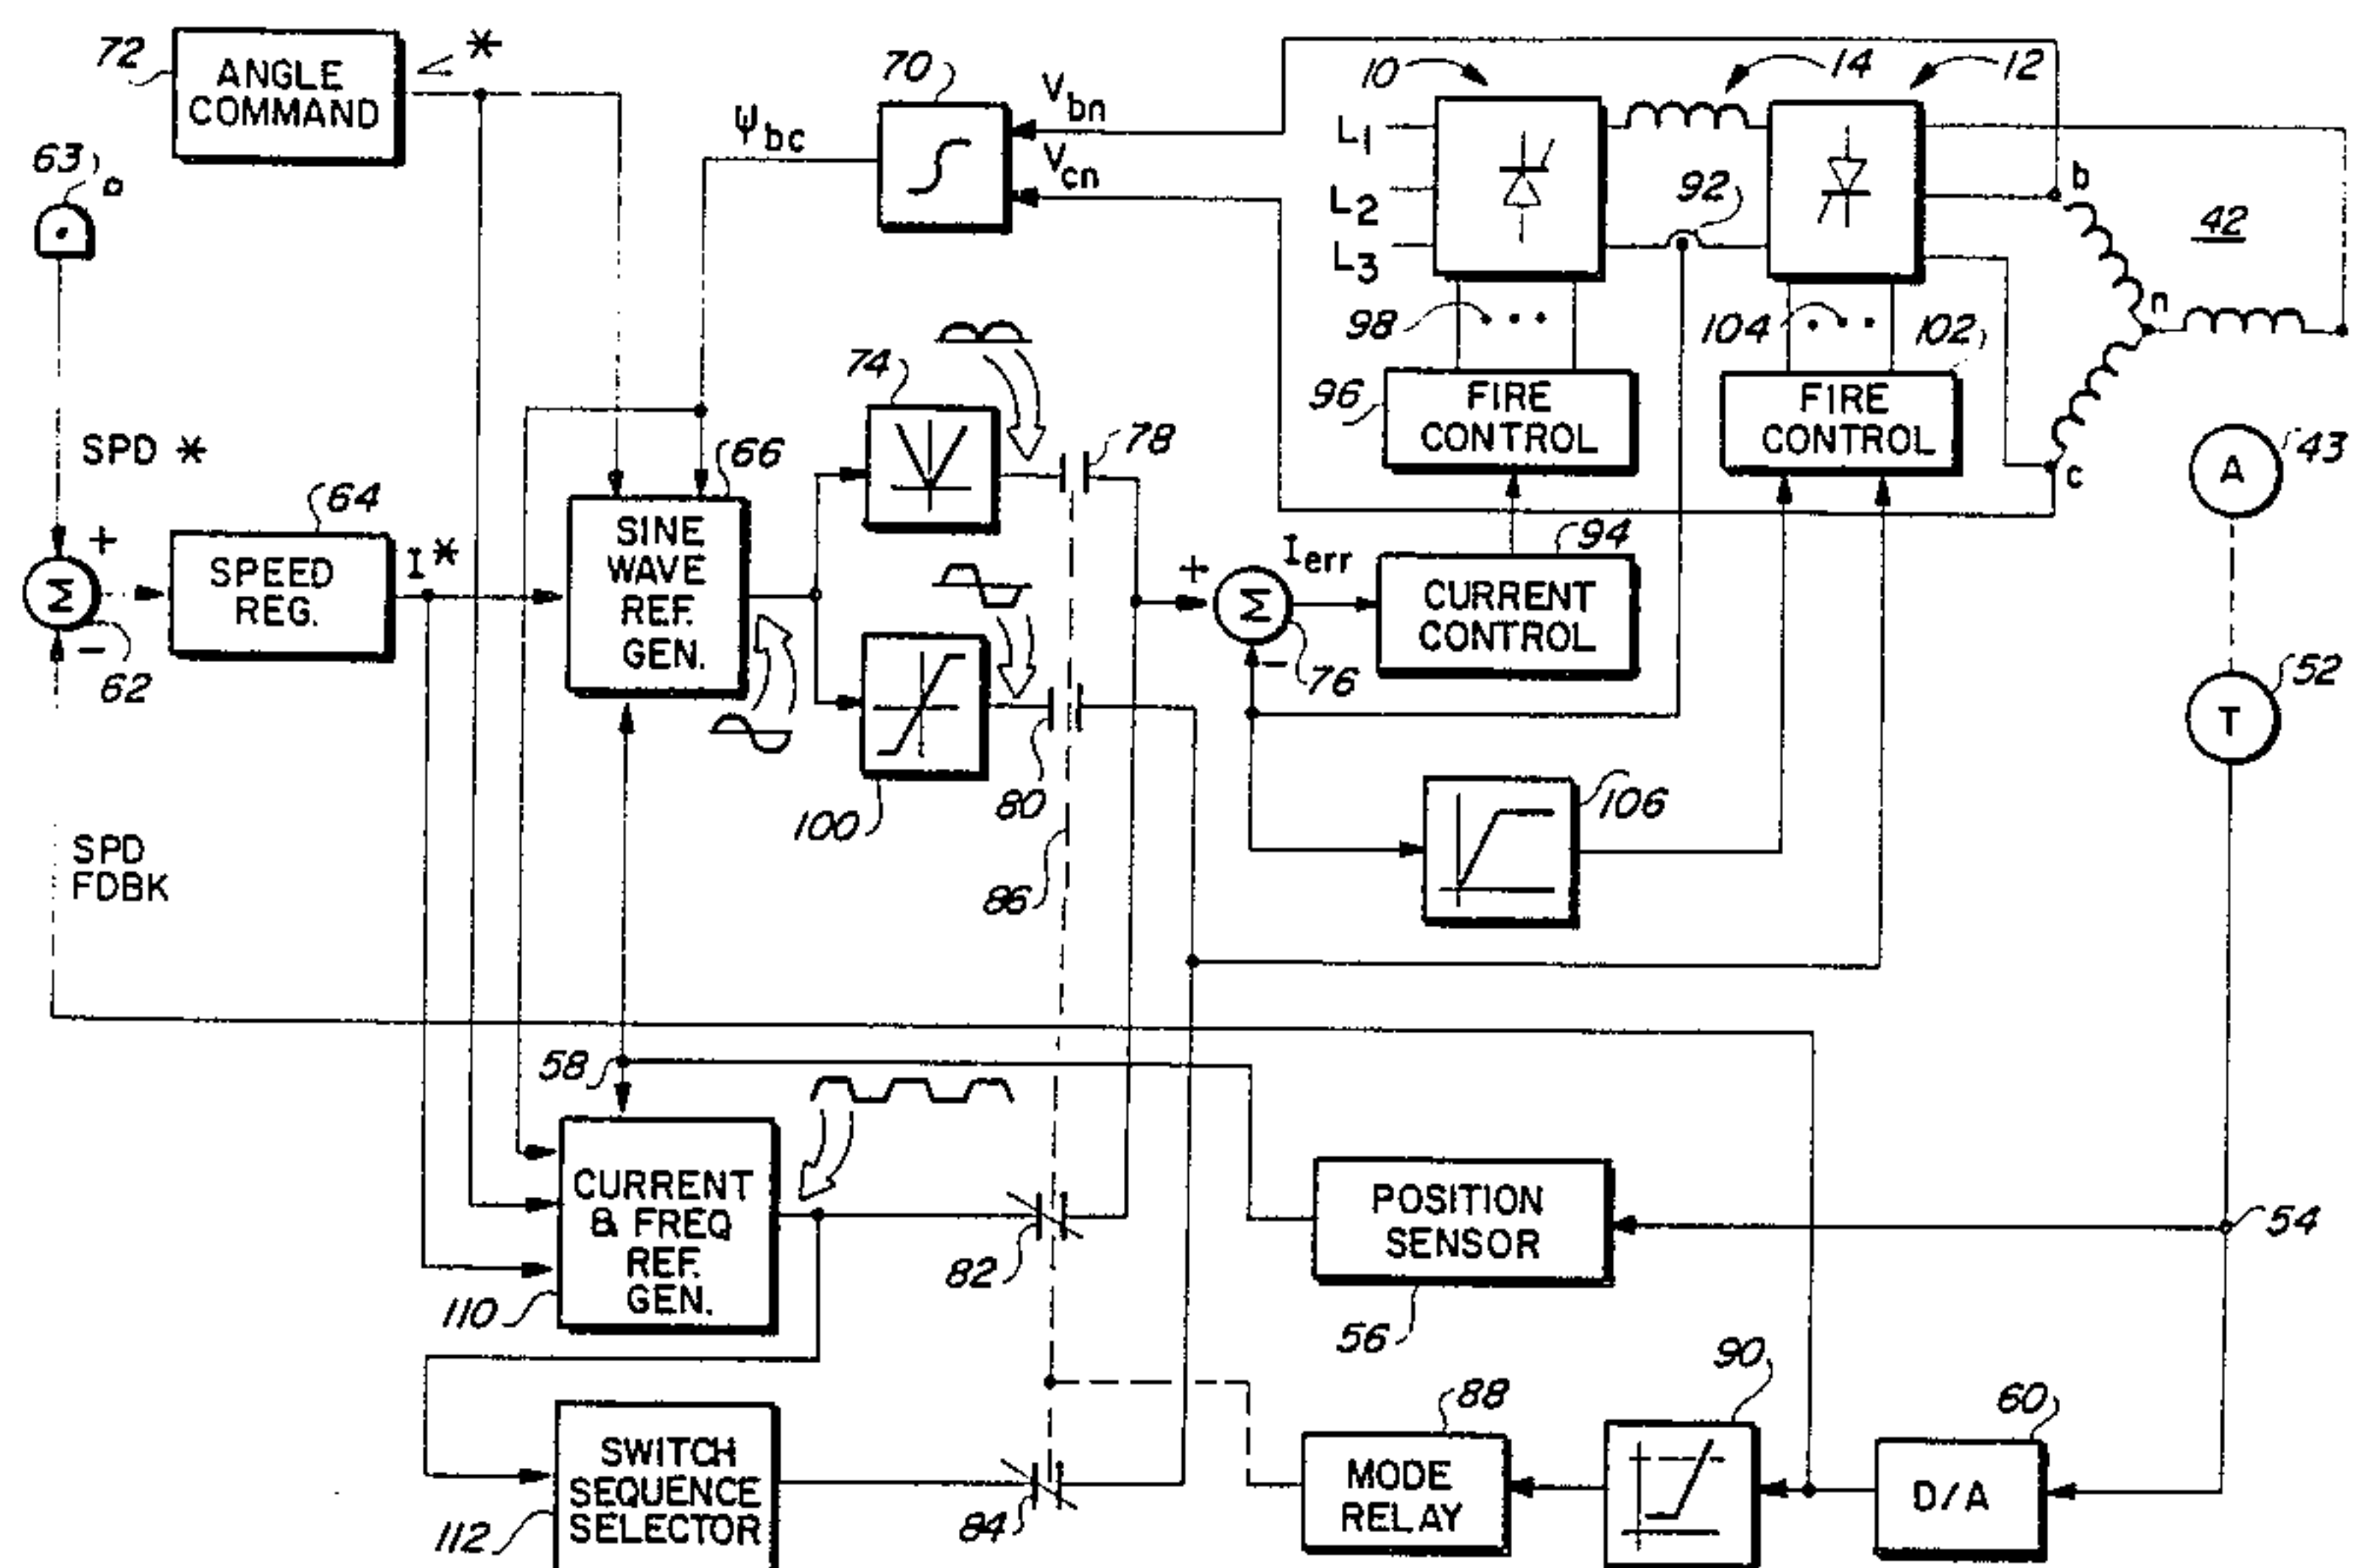 72
ANGLE
COMMAND
< *
63
70
Ψbc
Vbn
Vcn
10
14
12
L1
L2
L3
92
b
42
n
c
98
104
102
96
FIRE
CONTROL
FIRE
CONTROL
A
43
74
78
SPD *
64
66
+
-
Σ
62
SPEED
REG.
I*
SINE
WAVE
REF.
GEN.
+
-
Σ
76
Ierr
94
CURRENT
CONTROL
T
52
100
80
86
106
SPD
FDBK
58
CURRENT
& FREQ
REF.
GEN.
110
82
POSITION
SENSOR
56
54
SWITCH
SEQUENCE
SELECTOR
112
84
88
MODE
RELAY
90
60
D/A